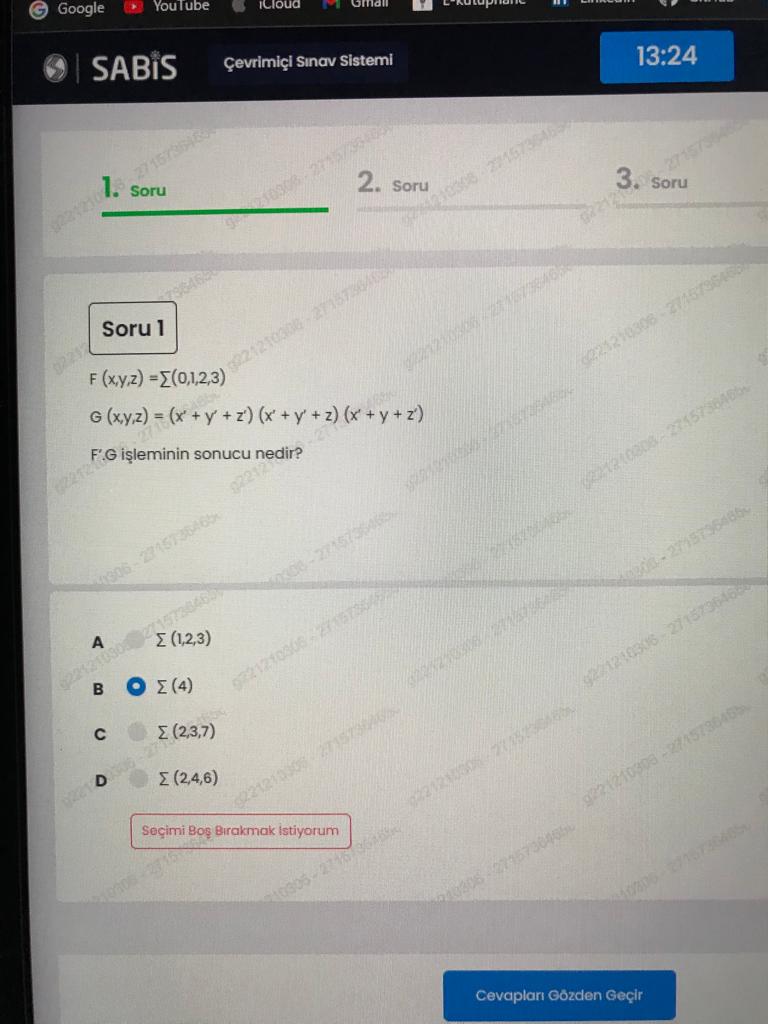 Google YouTube iCloud Gmail
SABİS Çevrimiçi Sınav Sistemi 13:24
1. Soru 2. Soru 3. Soru
Soru 1
F (x,y,z) =∑(0,1,2,3)
G (x,y,z) = (x' + y' + z') (x' + y' + z) (x' + y + z')
F'.G işleminin sonucu nedir?
A ∑ (1,2,3)
B ∑ (4)
C ∑ (2,3,7)
D ∑ (2,4,6)
Seçimi Boş Bırakmak İstiyorum
Cevapları Gözden Geçir